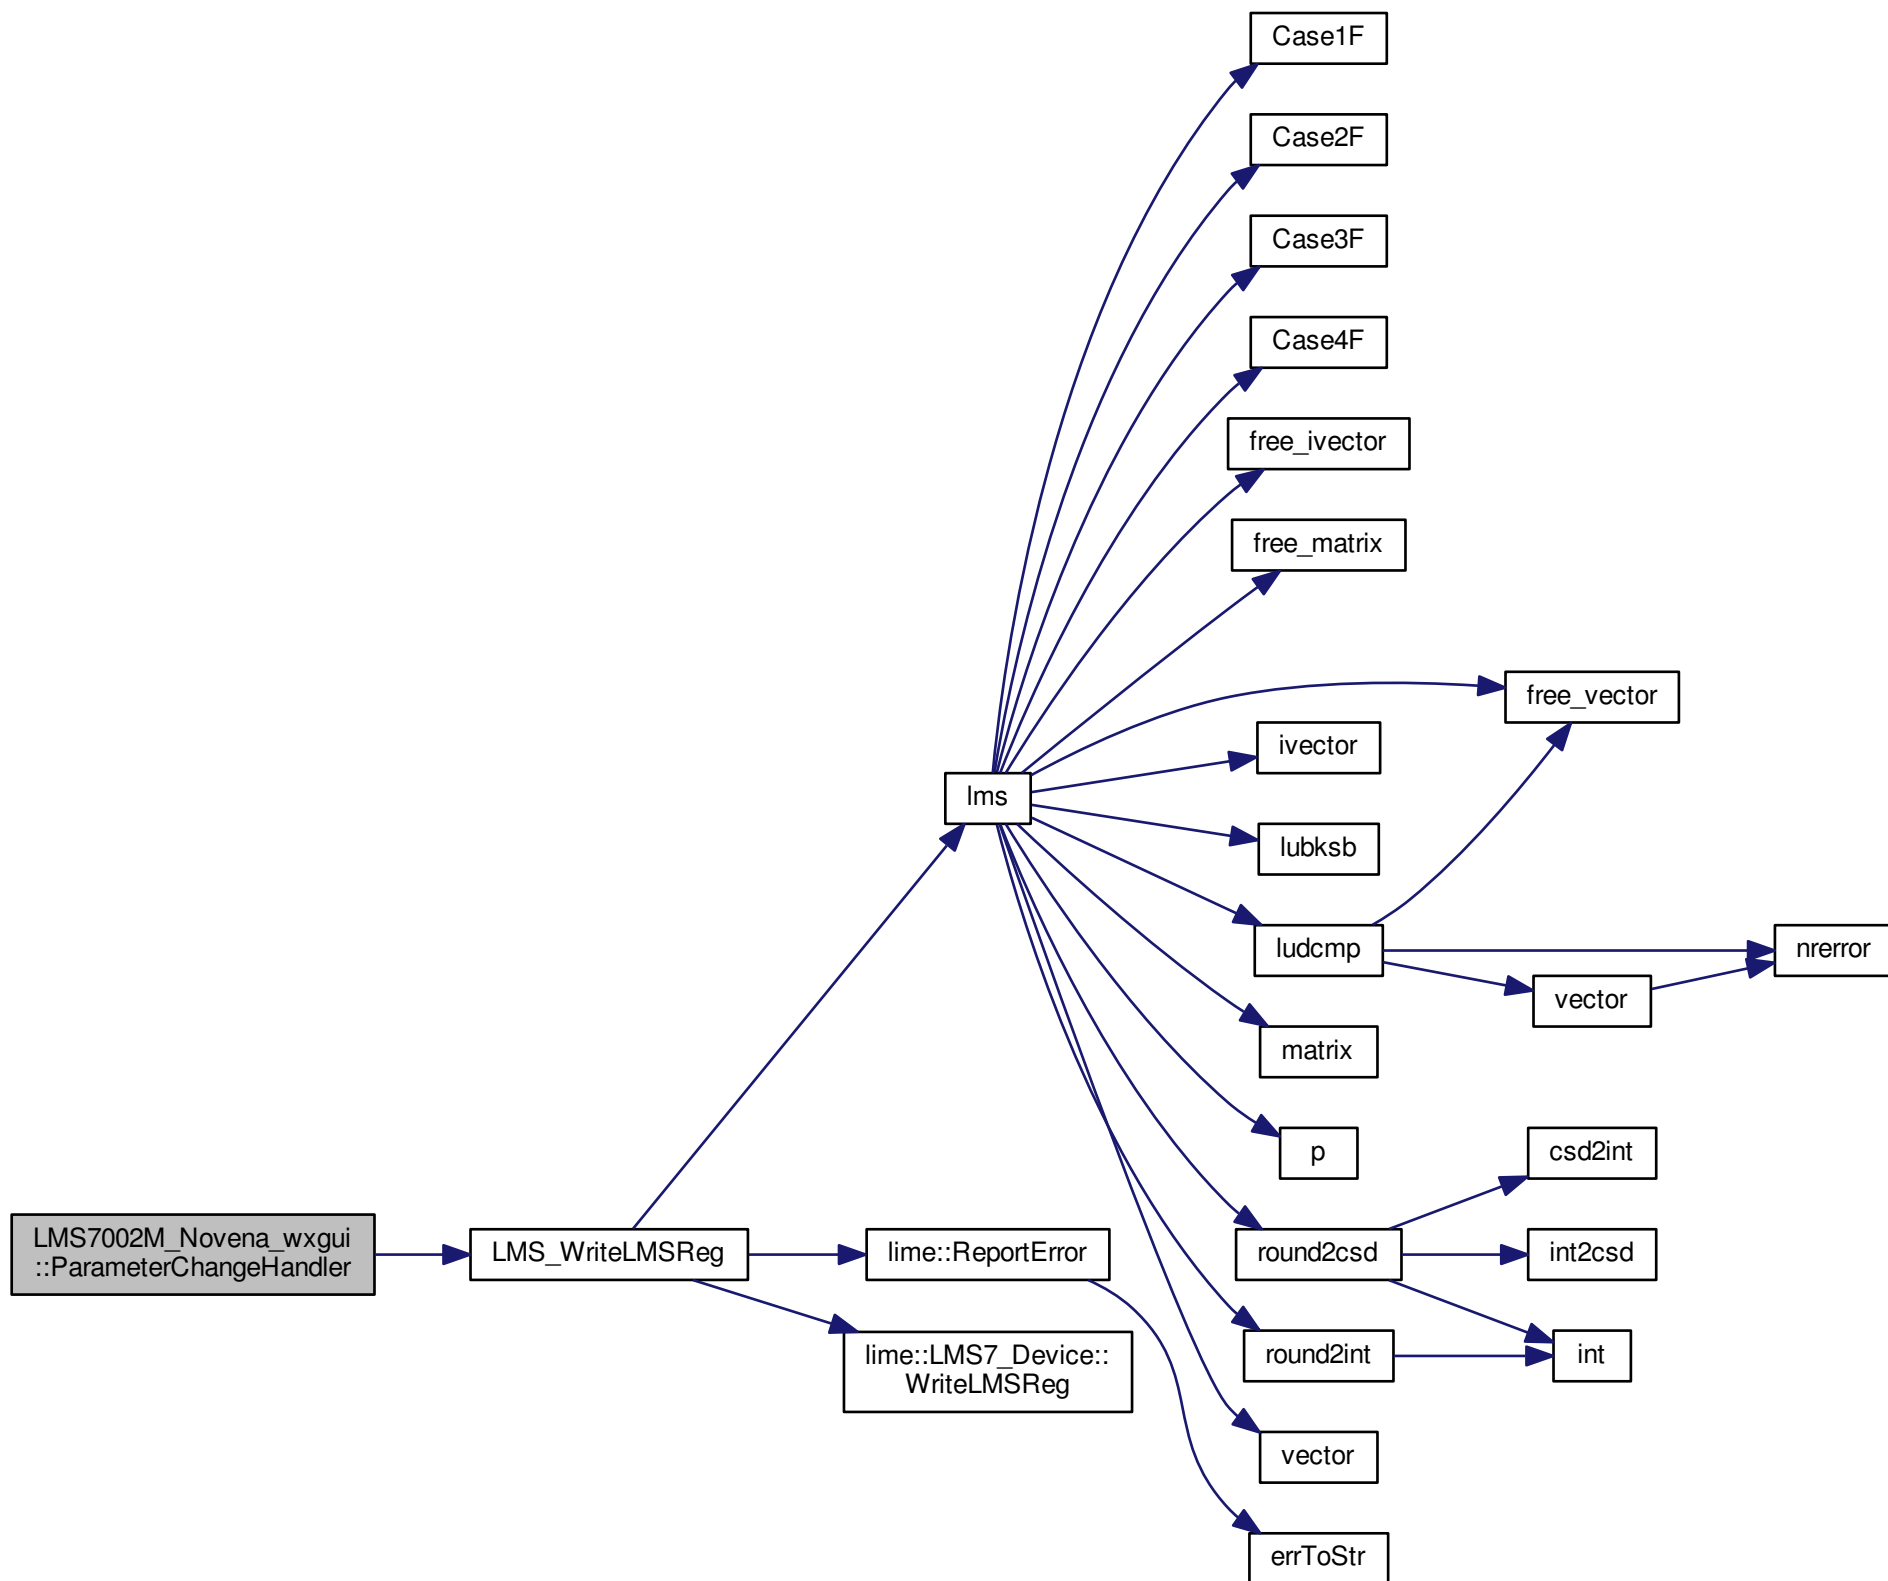 Case1F
Case2F
Case3F
Case4F
free_ivector
free_matrix
free_vector
ivector
lms
lubksb
ludcmp
nrerror
vector
matrix
p
csd2int
LMS7002M_Novena_wxgui
::ParameterChangeHandler
LMS_WriteLMSReg
lime::ReportError
round2csd
int2csd
lime::LMS7_Device::
WriteLMSReg
round2int
int
vector
errToStr